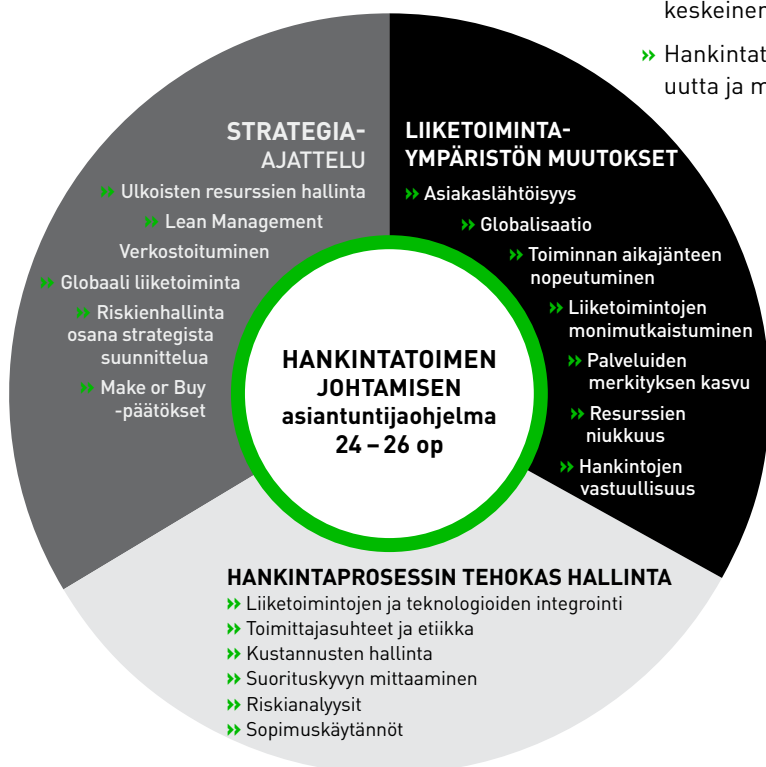 keskeinen
» Hankintat
uutta ja m
STRATEGIA-
AJATTELU
» Ulkoisten resurssien hallinta
» Lean Management
Verkostoituminen
» Globaali liiketoiminta
» Riskienhallinta
osana strategista
suunnittelua
» Make or Buy
-päätökset
LIIKETOIMINTA-
YMPÄRISTÖN MUUTOKSET
» Asiakaslähtöisyys
» Globalisaatio
» Toiminnan aikajänteen
nopeutuminen
» Liiketoimintojen
monimutkaistuminen
» Palveluiden
merkityksen kasvu
» Resurssien
niukkuus
» Hankintojen
vastuullisuus
HANKINTATOIMEN
JOHTAMISEN
asiantuntijaohjelma
24 – 26 op
HANKINTAPROSESSIN TEHOKAS HALLINTA
» Liiketoimintojen ja teknologioiden integrointi
» Toimittajasuhteet ja etiikka
» Kustannusten hallinta
» Suorituskyvyn mittaaminen
» Riskianalyysit
» Sopimuskäytännöt